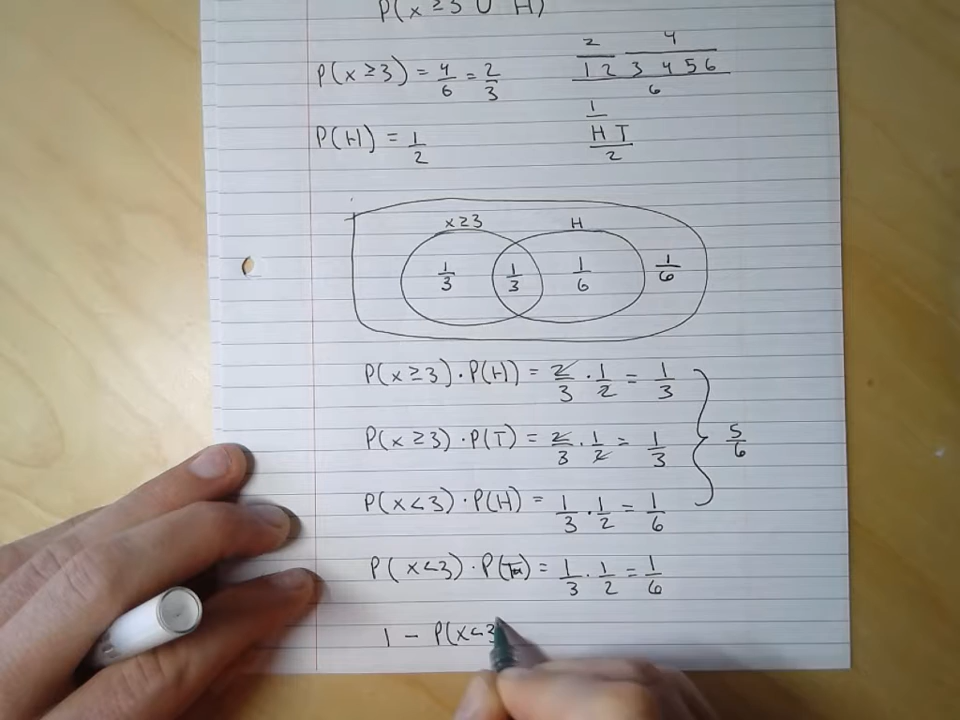 P(x ≥ 3 ∪ H)
P(x ≥ 3) = 4/6 = 2/3
2 4
1 2 3 4 5 6
6
P(H) = 1/2
1
H T
2
x≥3 H
1/3 1/3 1/6 1/6
P(x ≥ 3) · P(H) = 2/3 · 1/2 = 1/3
P(x ≥ 3) · P(T) = 2/3 · 1/2 = 1/3
5/6
P(x < 3) · P(H) = 1/3 · 1/2 = 1/6
P(x < 3) · P(T) = 1/3 · 1/2 = 1/6
1 - P(x < 3